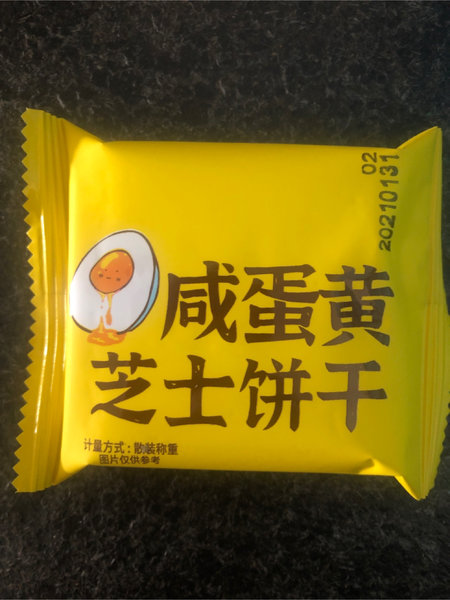 02
20210131
咸蛋黄
芝士饼干
计量方式：散装称重
图片仅供参考